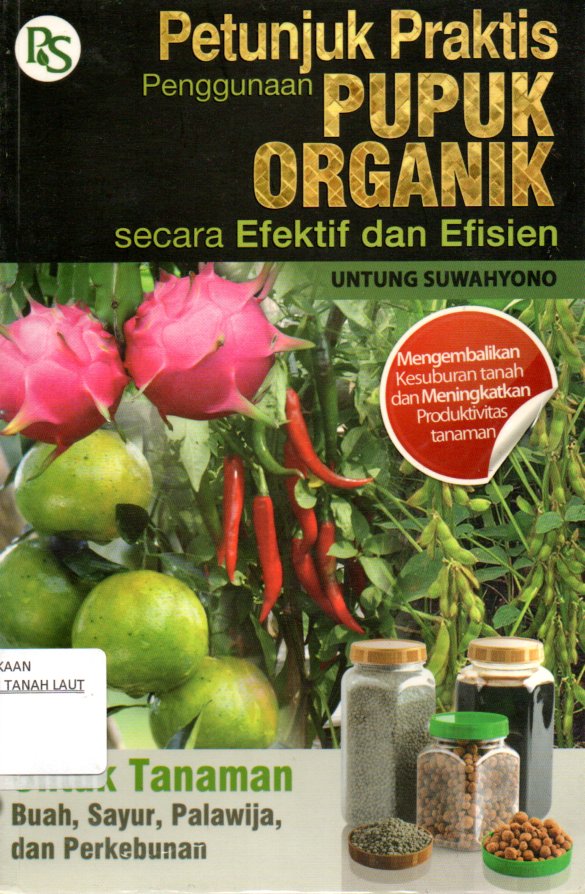 PS
Petunjuk Praktis
Penggunaan PUPUK
ORGANIK
secara Efektif dan Efisien
UNTUNG SUWAHYONO
Mengembalikan
Kesuburan tanah
dan Meningkatkan
Produktivitas
tanaman
KAAN
TANAH LAUT
Untuk Tanaman
Buah, Sayur, Palawija,
dan Perkebunan